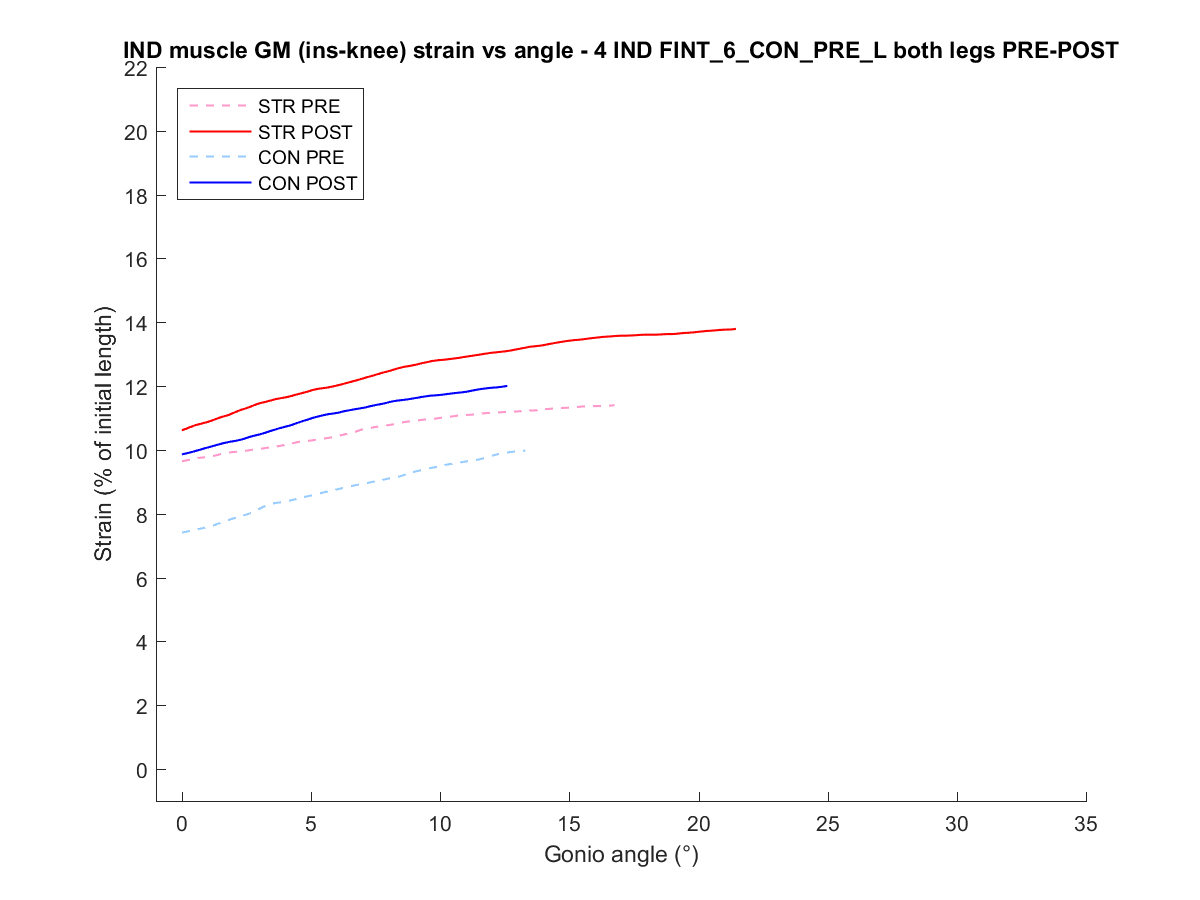 IND muscle GM (ins-knee) strain vs angle - 4 IND FINT_6_CON_PRE_L both legs PRE-POST
22
20
18
16
14
12
10
8
6
4
2
0
STR PRE
STR POST
CON PRE
CON POST
Strain (% of initial length)
0 5 10 15 20 25 30 35
Gonio angle (°)